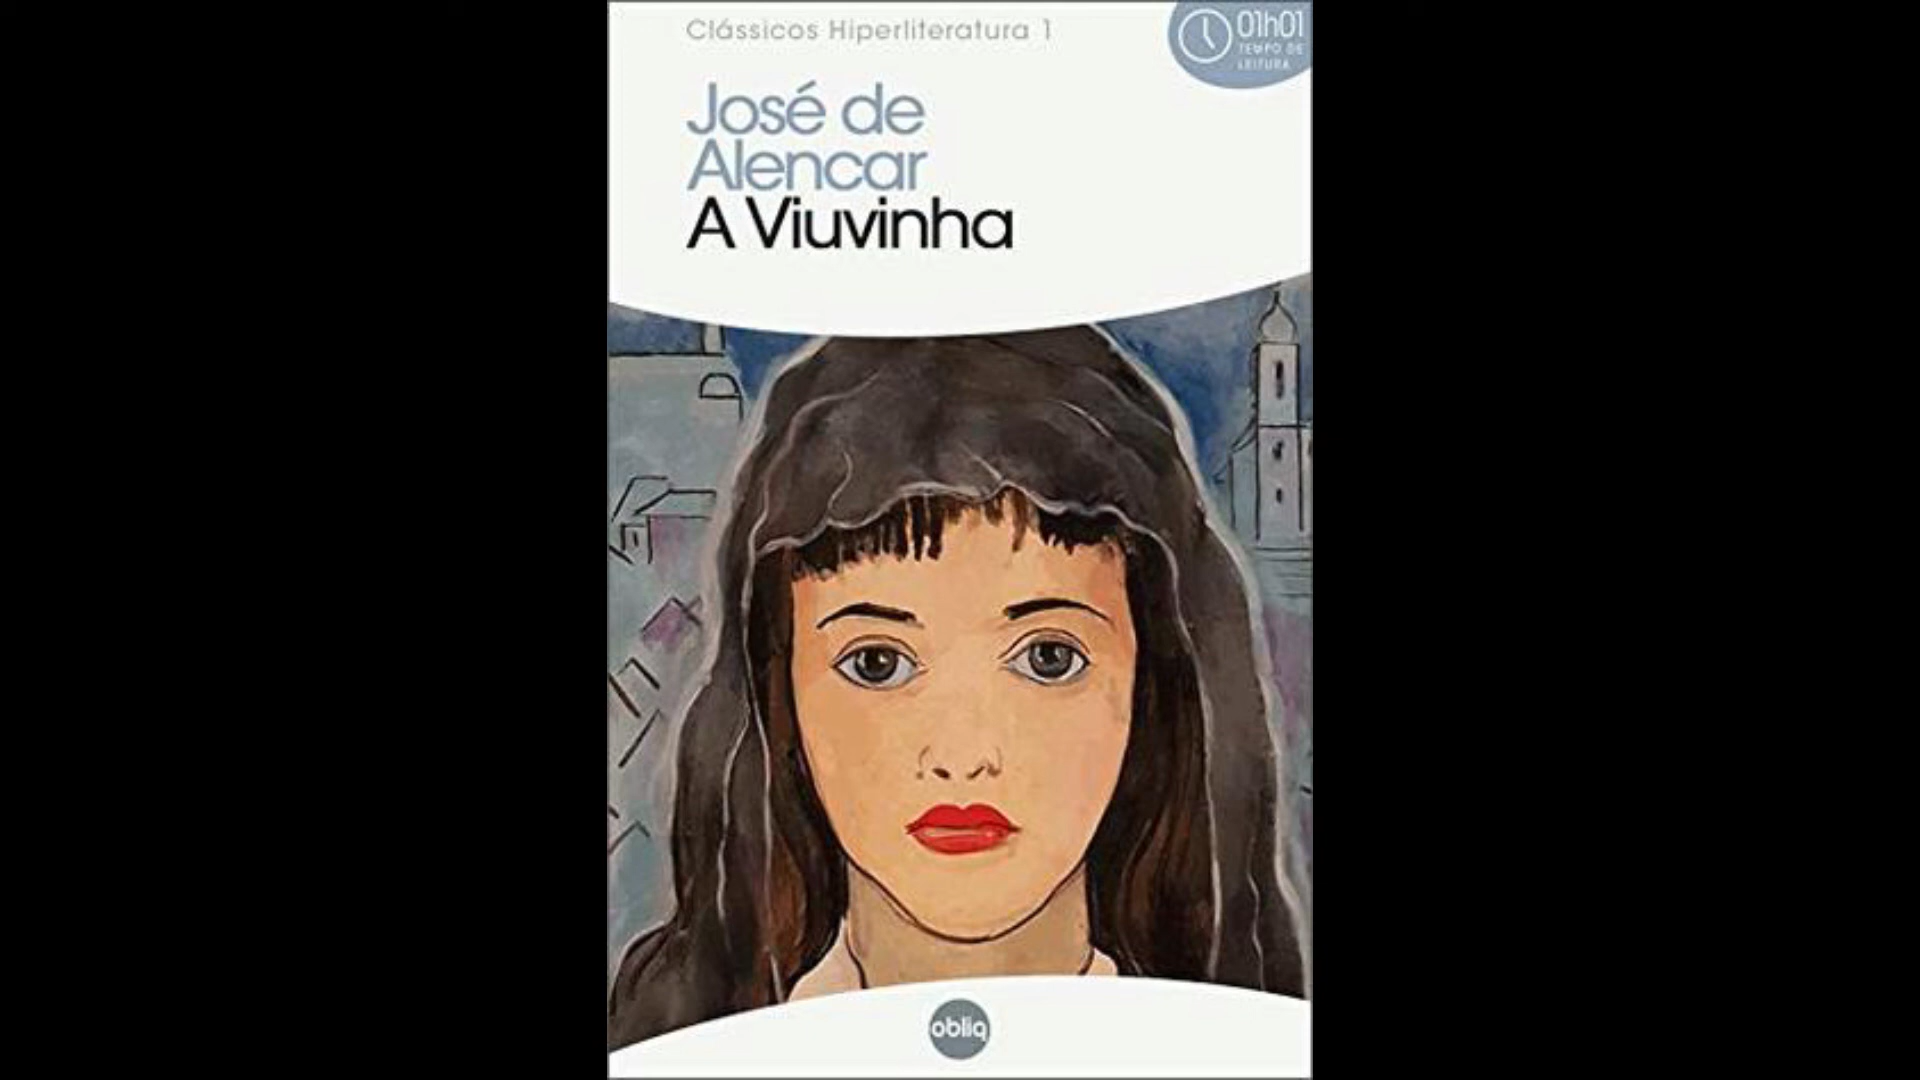 Clássicos Hiperliteratura 1
01h01
TEMPO DE
LEITURA
José de
Alencar
A Viuvinha
obliq